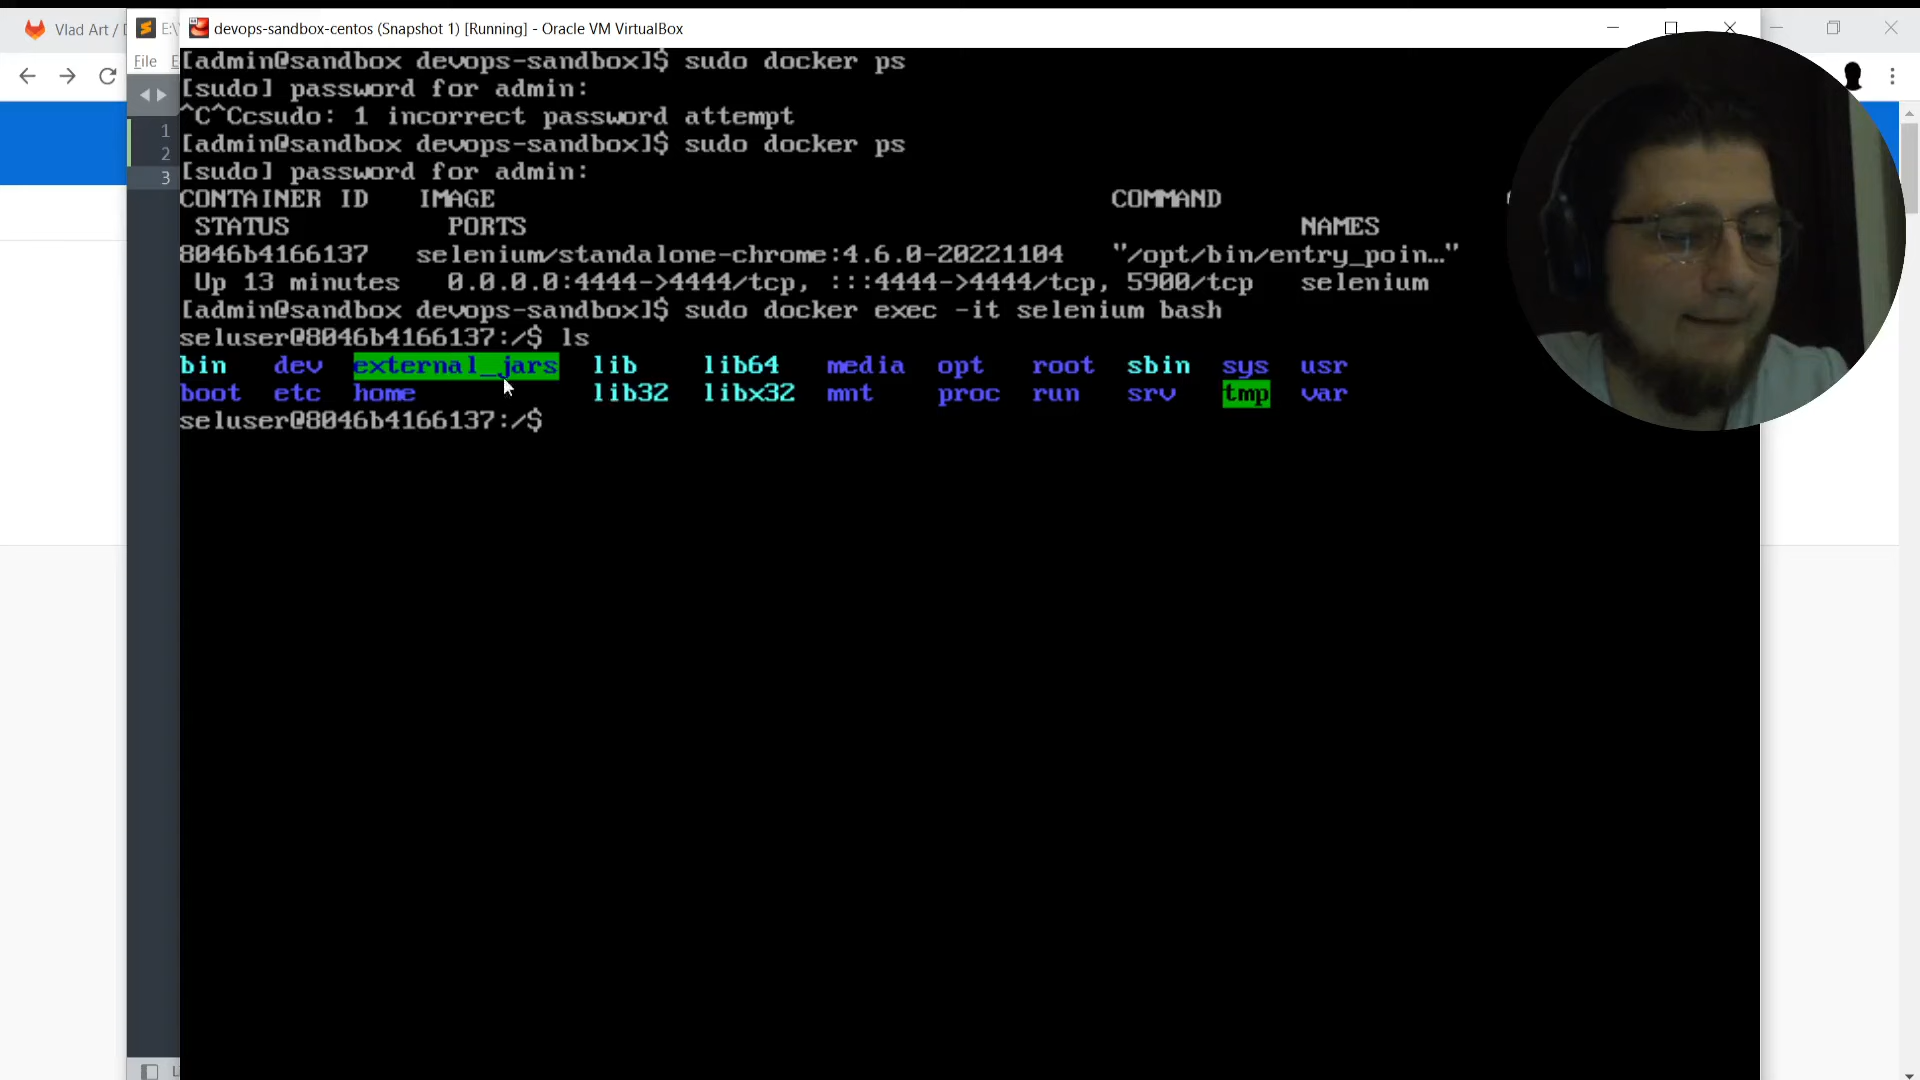 Vlad Art / D
E:\
devops-sandbox-centos (Snapshot 1) [Running] - Oracle VM VirtualBox
File
[admin@sandbox devops-sandbox]$ sudo docker ps
[sudo] password for admin:
^C^Ccsudo: 1 incorrect password attempt
[admin@sandbox devops-sandbox]$ sudo docker ps
[sudo] password for admin:
CONTAINER ID IMAGE COMMAND
STATUS PORTS NAMES
8046b4166137 selenium/standalone-chrome:4.6.0-20221104 "/opt/bin/entry_poin…"
Up 13 minutes 0.0.0.0:4444->4444/tcp, :::4444->4444/tcp, 5900/tcp selenium
[admin@sandbox devops-sandbox]$ sudo docker exec -it selenium bash
seluser@8046b4166137:/$ ls
bin dev external_jars lib lib64 media opt root sbin sys usr
boot etc home lib32 libx32 mnt proc run srv tmp var
seluser@8046b4166137:/$
1
2
3